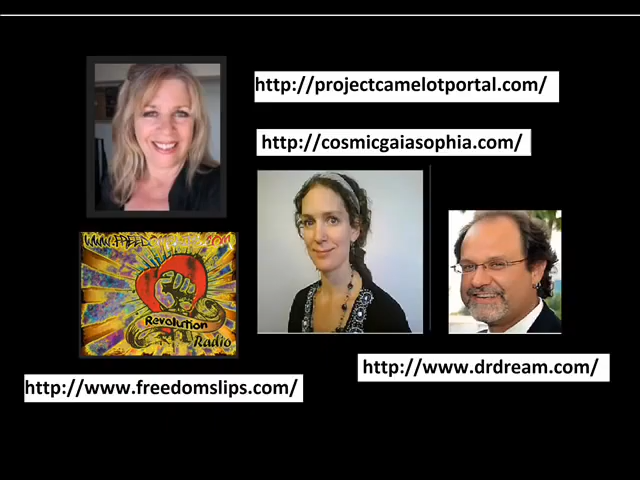 http://projectcamelotportal.com/
http://cosmicgaiasophia.com/
Revolution
Radio
http://www.drdream.com/
http://www.freedomslips.com/